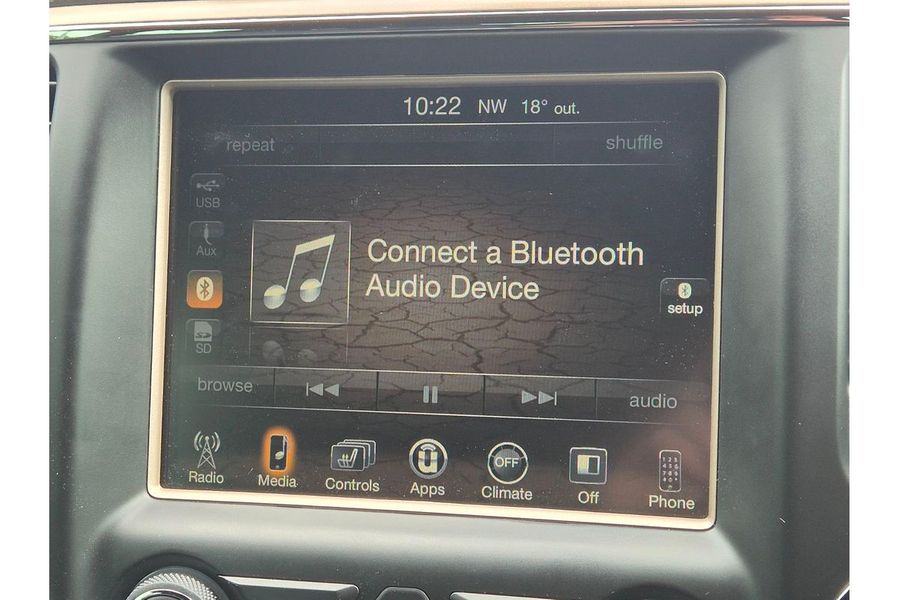 10:22 NW 18° out.
repeat shuffle
USB
Aux
Connect a Bluetooth
Audio Device
setup
SD
browse audio
Radio Media Controls Apps OFF Climate Off Phone